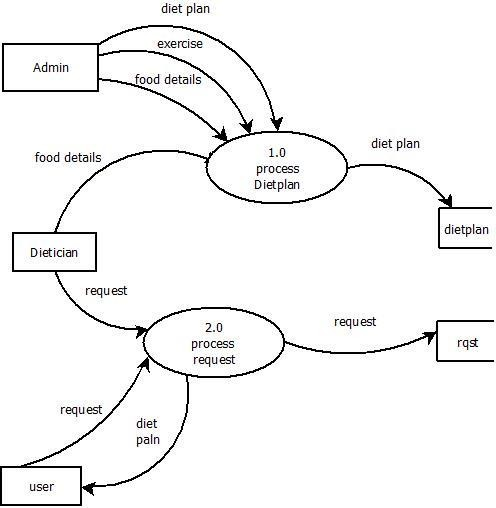 diet plan
exercise
Admin
food details
diet plan
1.0
process
Dietplan
food details
dietplan
Dietician
request
2.0
process
request
request
rqst
request
diet
paln
user